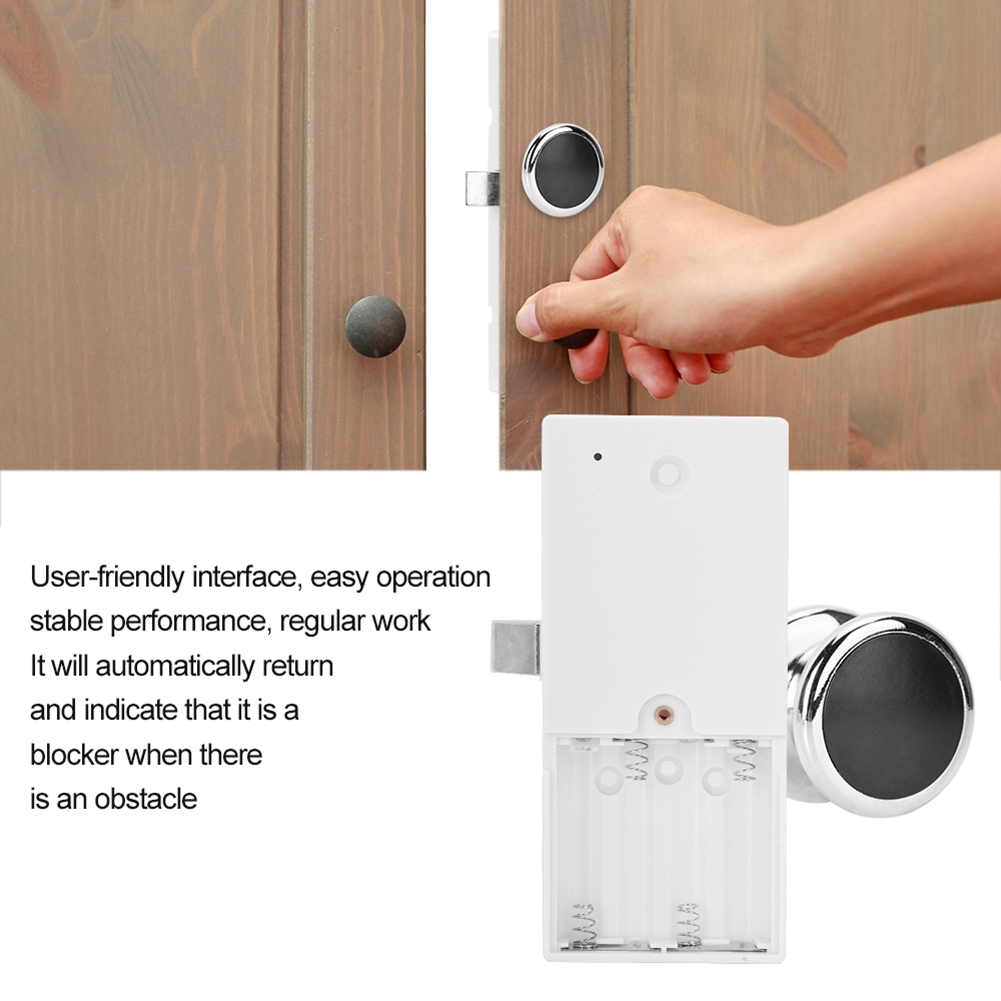 User-friendly interface, easy operation
stable performance, regular work
It will automatically return
and indicate that it is a
blocker when there
is an obstacle